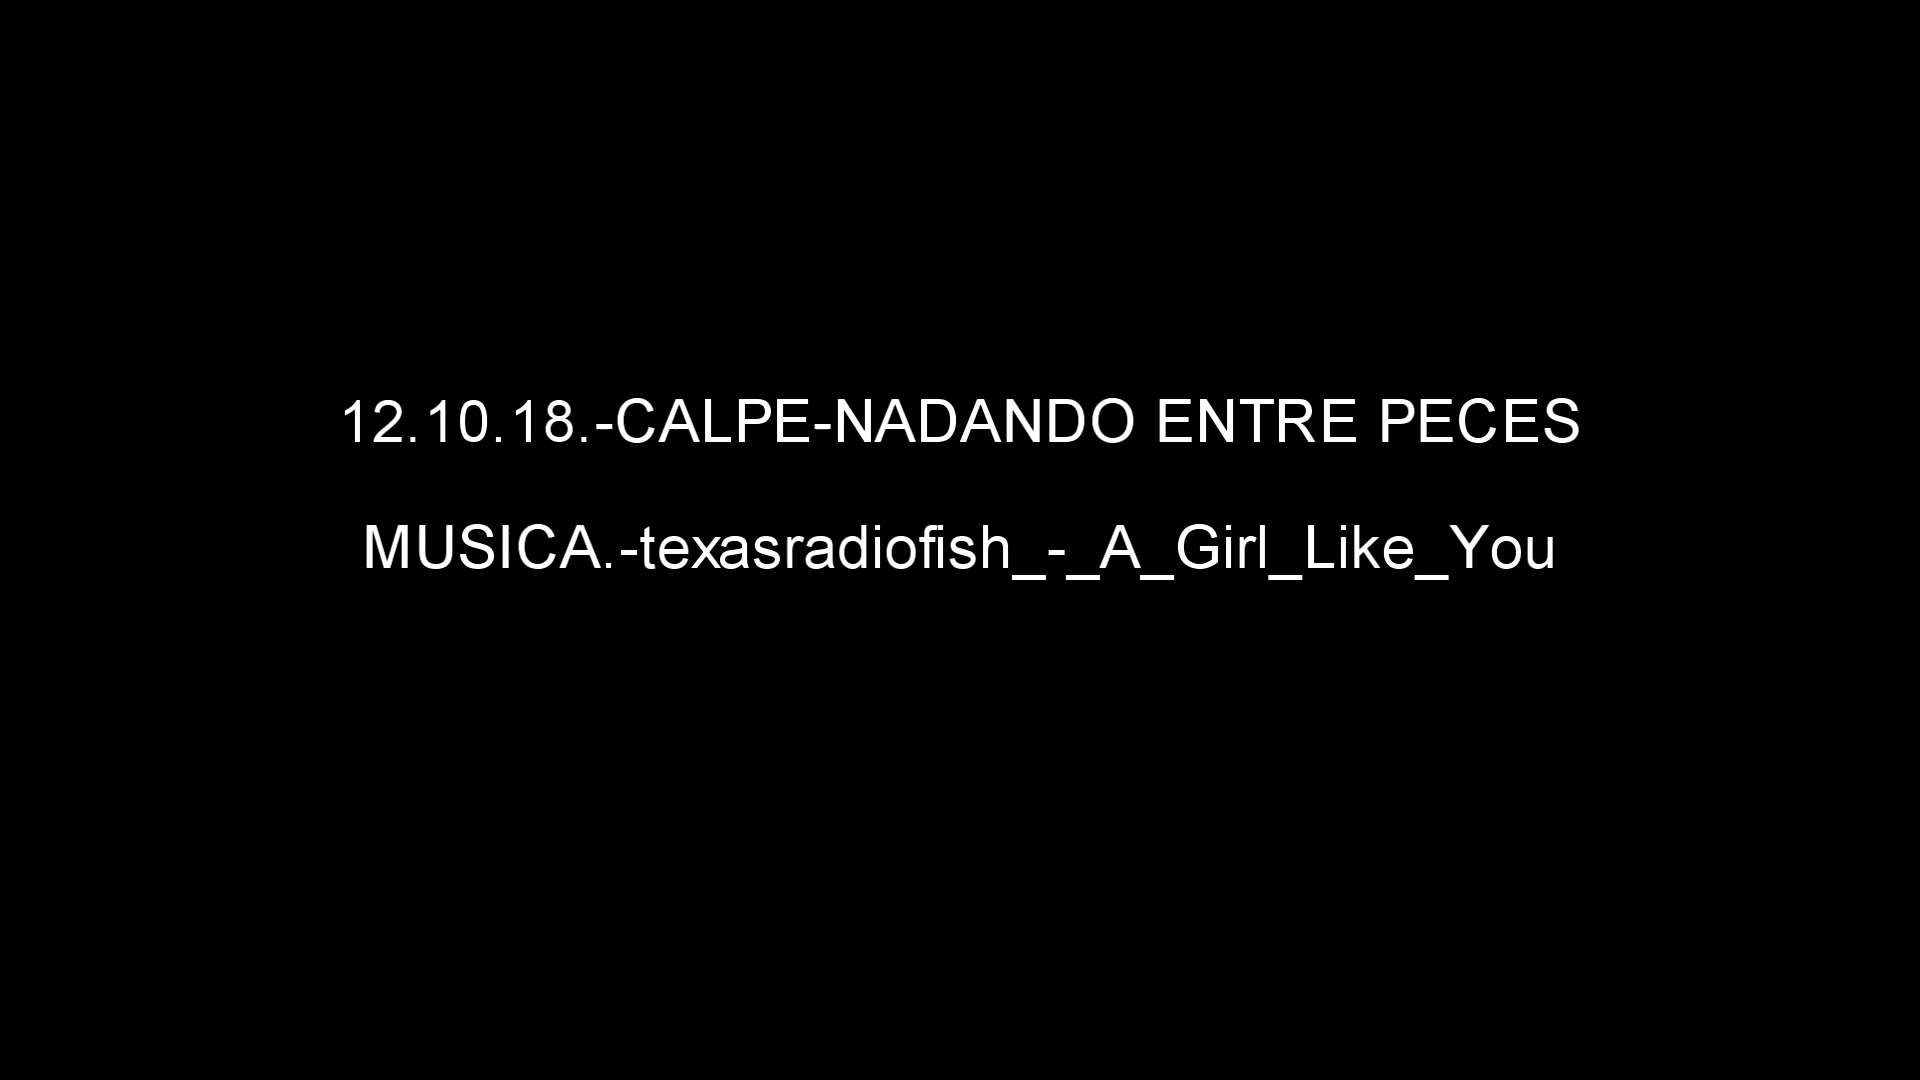 12.10.18.-CALPE-NADANDO ENTRE PECES
MUSICA.-texasradiofish_-_A_Girl_Like_You